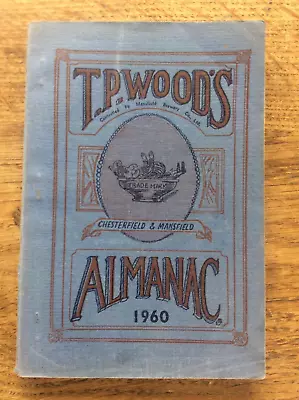 T.P. WOOD'S
Controlled by Mansfield Brewery Co., Ltd.
TRADE MARK
CHESTERFIELD & MANSFIELD
ALMANAC
1960